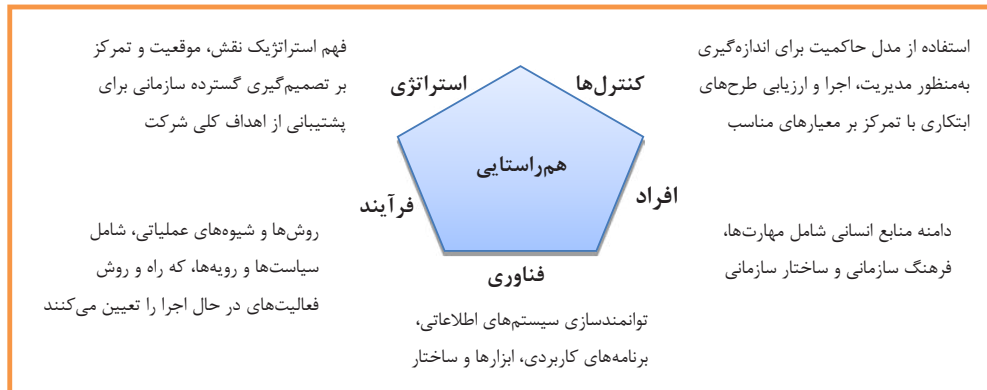 استفاده از مدل حاکمیت برای اندازه‌گیری
به‌منظور مدیریت، اجرا و ارزیابی طرح‌های
ابتکاری با تمرکز بر معیارهای مناسب
فهم استراتژیک نقش، موقعیت و تمرکز
بر تصمیم‌گیری گسترده سازمانی برای
پشتیبانی از اهداف کلی شرکت
کنترل‌ها
استراتژی
هم‌راستایی
افراد
فرآیند
فناوری
دامنه منابع انسانی شامل مهارت‌ها،
فرهنگ سازمانی و ساختار سازمانی
روش‌ها و شیوه‌های عملیاتی، شامل
سیاست‌ها و رویه‌ها، که راه و روش
فعالیت‌های در حال اجرا را تعیین می‌کنند
توانمندسازی سیستم‌های اطلاعاتی،
برنامه‌های کاربردی، ابزارها و ساختار